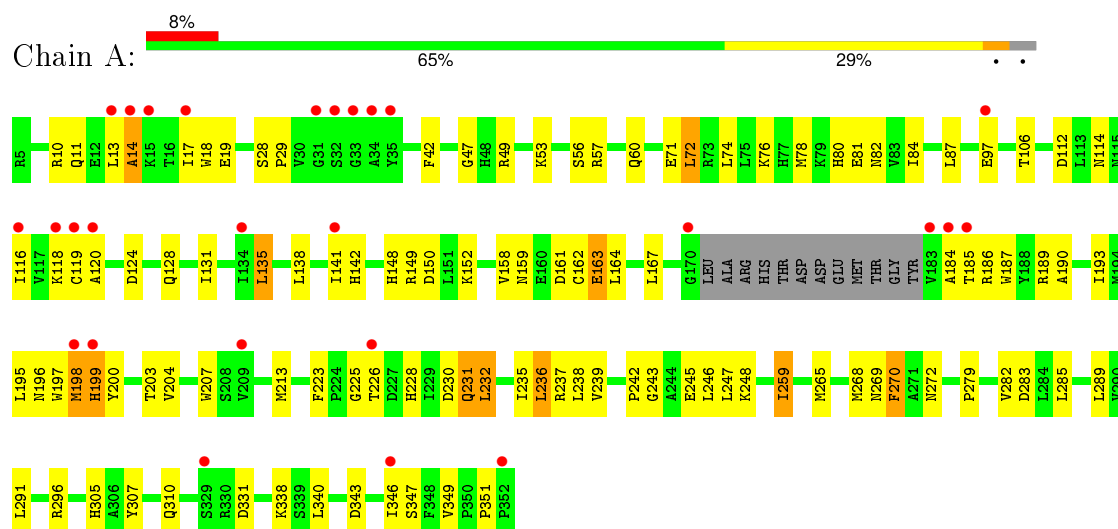 8%
Chain A:
65% 29% • •
R5 R10 Q11 E12 L13 A14 K15 T16 I17 W18 E19 S28 P29 V30 G31 S32 G33 A34 Y35 F42 G47 H48 R49 K53 S56 R57 Q60 E71 L72 R73 L74 L75 K76 H77 M78 K79 H80 E81 N82 V83 I84 L87 E97 T106 D112 L113 N114 N115
I116 V117 K118 C119 A120 D124 Q128 I131 I134 L135 L138 I141 H142 H148 R149 D150 L151 K152 V158 N159 E160 D161 C162 E163 L164 L167 G170 LEU ALA ARG HIS THR ASP ASP GLU MET THR GLY TYR V183 A184 T185 R186 W187 Y188 R189 A190 I193 M194
L195 N196 W197 M198 H199 Y200 T203 V204 W207 S208 V209 M213 F223 P224 G225 T226 D227 H228 I229 D230 Q231 L232 I235 L236 R237 L238 V239 P242 G243 A244 E245 L246 L247 K248 I259 M265 M268 N269 F270 A271 N272 P279 V282 D283 L284 L285 L289 V290
L291 R296 H305 A306 Y307 Q310 S329 R330 D331 K338 S339 L340 D343 I346 S347 F348 V349 P350 P351 P352